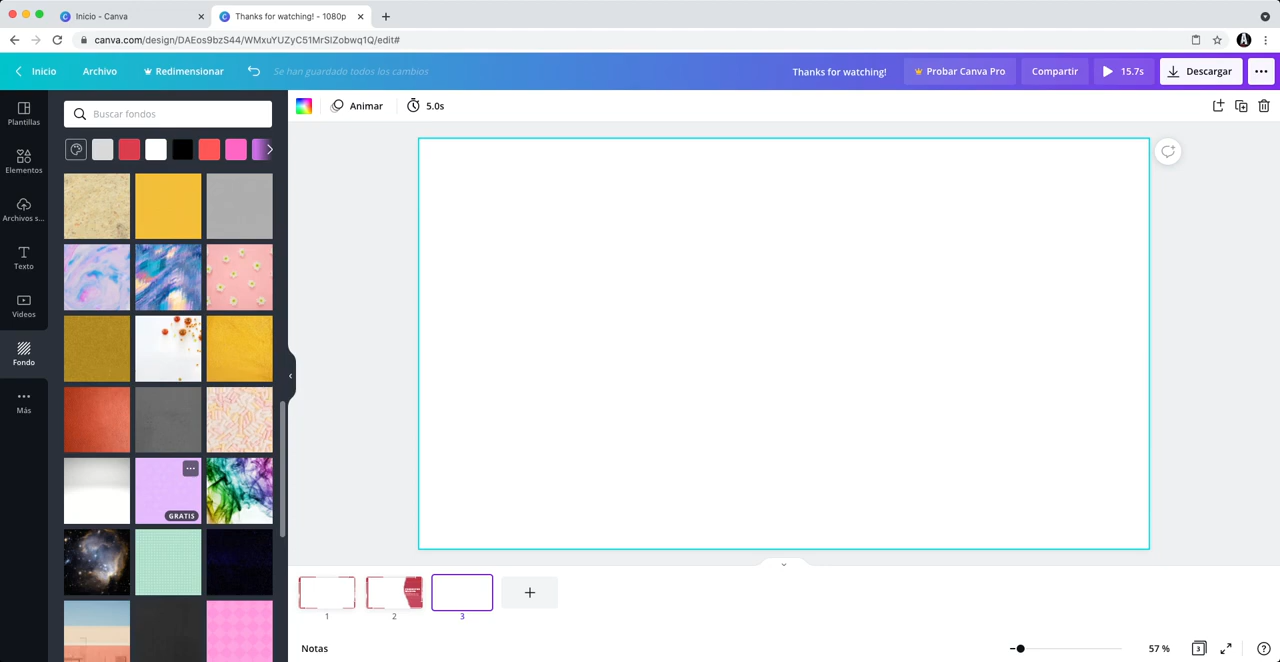 Inicio - Canva
Thanks for watching! - 1080p
canva.com/design/DAEos9bzS44/WMxuYUZyC51MrSIZobwq1Q/edit#
Inicio
Archivo
Redimensionar
Se han guardado todos los cambios
Thanks for watching!
Probar Canva Pro
Compartir
15.7s
Descargar
Plantillas
Elementos
Archivos s...
Texto
Videos
Fondo
Más
Buscar fondos
GRATIS
Animar
5.0s
1
2
3
Notas
57 %
3